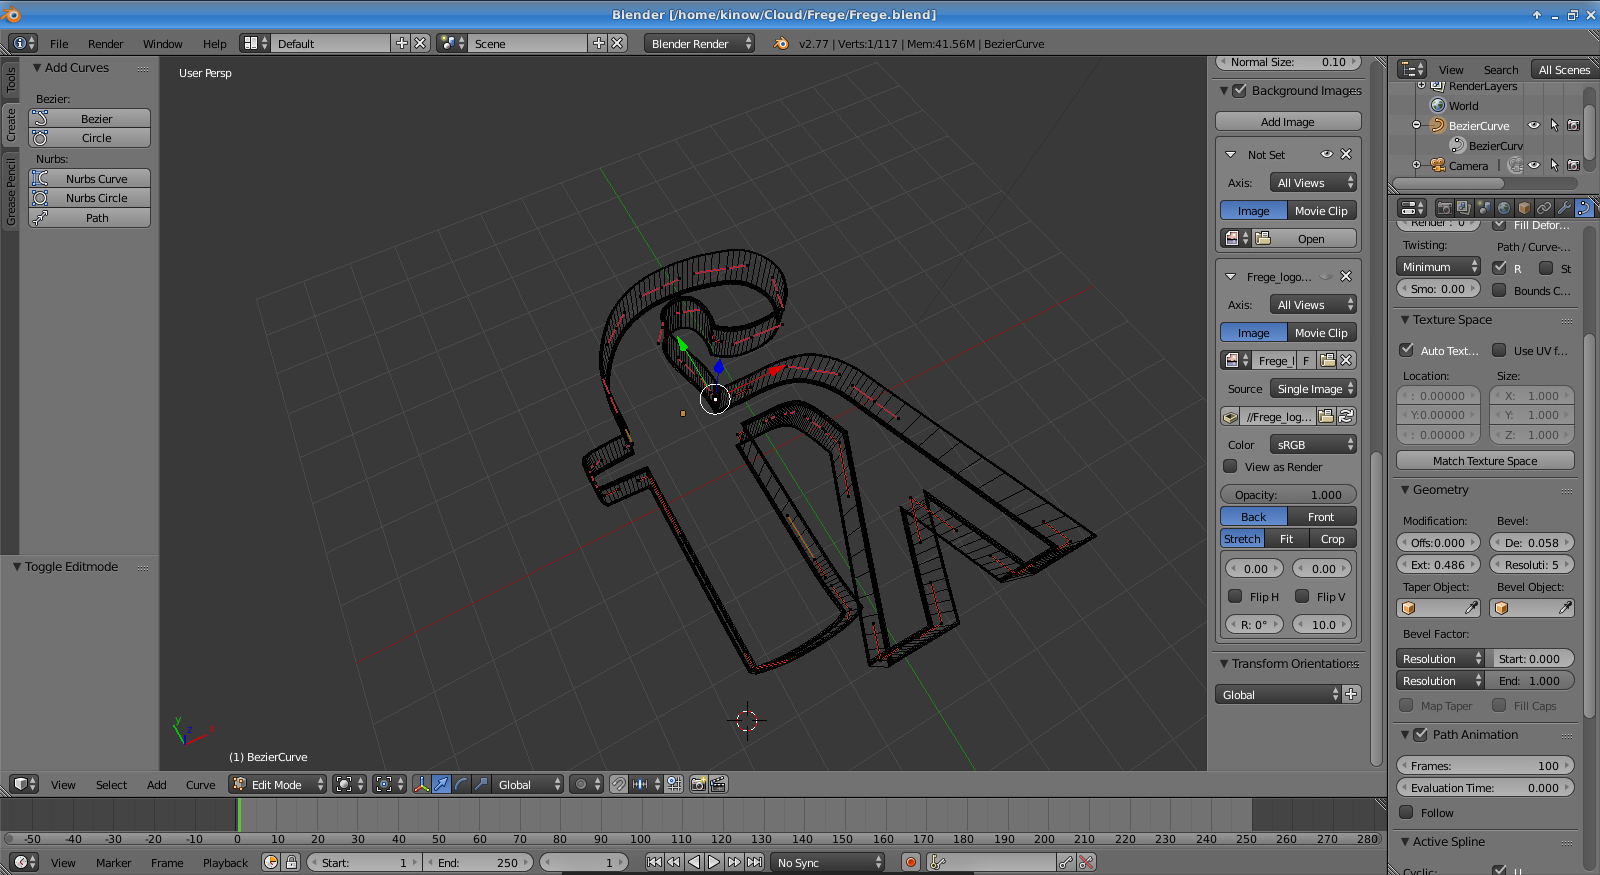 Blender [/home/kinow/Cloud/Frege/Frege.blend]
File Render Window Help Default Scene Blender Render v2.77 | Verts:1/117 | Mem:41.56M | BezierCurve
Tools
Create
Grease Pencil
Add Curves
Bezier:
Bezier
Circle
Nurbs:
Nurbs Curve
Nurbs Circle
Path
Toggle Editmode
User Persp
y
z
x
(1) BezierCurve
Normal Size: 0.10
Background Images
Add Image
Not Set
Axis: All Views
Image Movie Clip
Open
Frege_logo...
Axis: All Views
Image Movie Clip
Frege_l F
Source Single Image
//Frege_log...
Color sRGB
View as Render
Opacity: 1.000
Back Front
Stretch Fit Crop
0.00 0.00
Flip H Flip V
R: 0° 10.0
Transform Orientations
Global
View Search All Scenes
RenderLayers
World
BezierCurve
BezierCurv
Camera
Render : 0 Fill Defor...
Twisting: Path / Curve-...
Minimum R St
Smo: 0.00 Bounds C...
Texture Space
Auto Text... Use UV f...
Location: Size:
: 0.00000 X: 1.000
Y:0.00000 Y: 1.000
: 0.00000 Z: 1.000
Match Texture Space
Geometry
Modification: Bevel:
Offs:0.000 De: 0.058
Ext: 0.486 Resoluti: 5
Taper Object: Bevel Object:
Bevel Factor:
Resolution Start: 0.000
Resolution End: 1.000
Map Taper Fill Caps
Path Animation
Frames: 100
Evaluation Time: 0.000
Follow
Active Spline
Cyclic: U
View Select Add Curve Edit Mode Global
-50 -40 -30 -20 -10 0 10 20 30 40 50 60 70 80 90 100 110 120 130 140 150 160 170 180 190 200 210 220 230 240 250 260 270 280
View Marker Frame Playback Start: 1 End: 250 1 No Sync